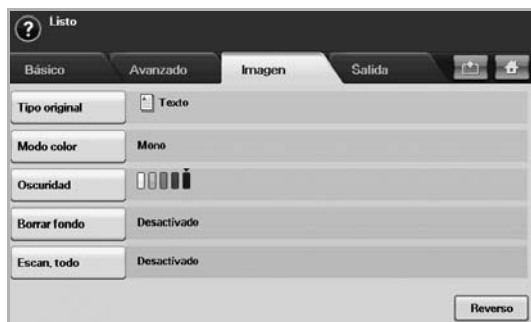 ? Listo
Básico Avanzado Imagen Salida
Tipo original Texto
Modo color Mono
Oscuridad
Borrar fondo Desactivado
Escan. todo Desactivado
Reverso